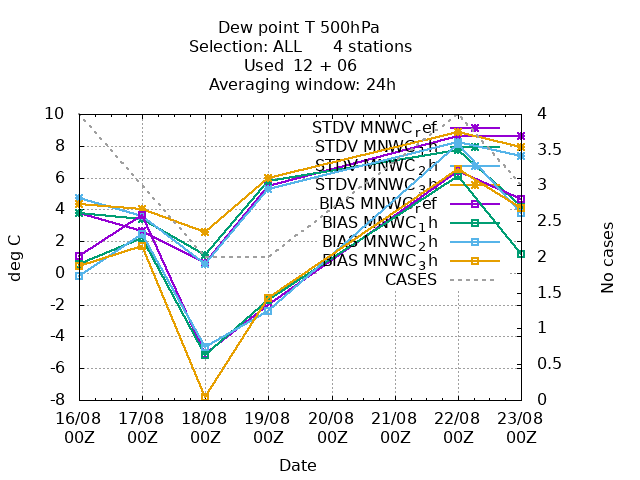 Dew point T 500hPa
Selection: ALL      4 stations
Used  12 + 06
Averaging window: 24h
10
8
6
4
2
0
-2
-4
-6
-8
deg C
4
3.5
3
2.5
2
1.5
1
0.5
0
No cases
STDV MNWC_ref
STDV MNWC_1h
STDV MNWC_2h
STDV MNWC_3h
BIAS MNWC_ref
BIAS MNWC_1h
BIAS MNWC_2h
BIAS MNWC_3h
CASES
16/08 17/08 18/08 19/08 20/08 21/08 22/08 23/08
00Z 00Z 00Z 00Z 00Z 00Z 00Z 00Z
Date